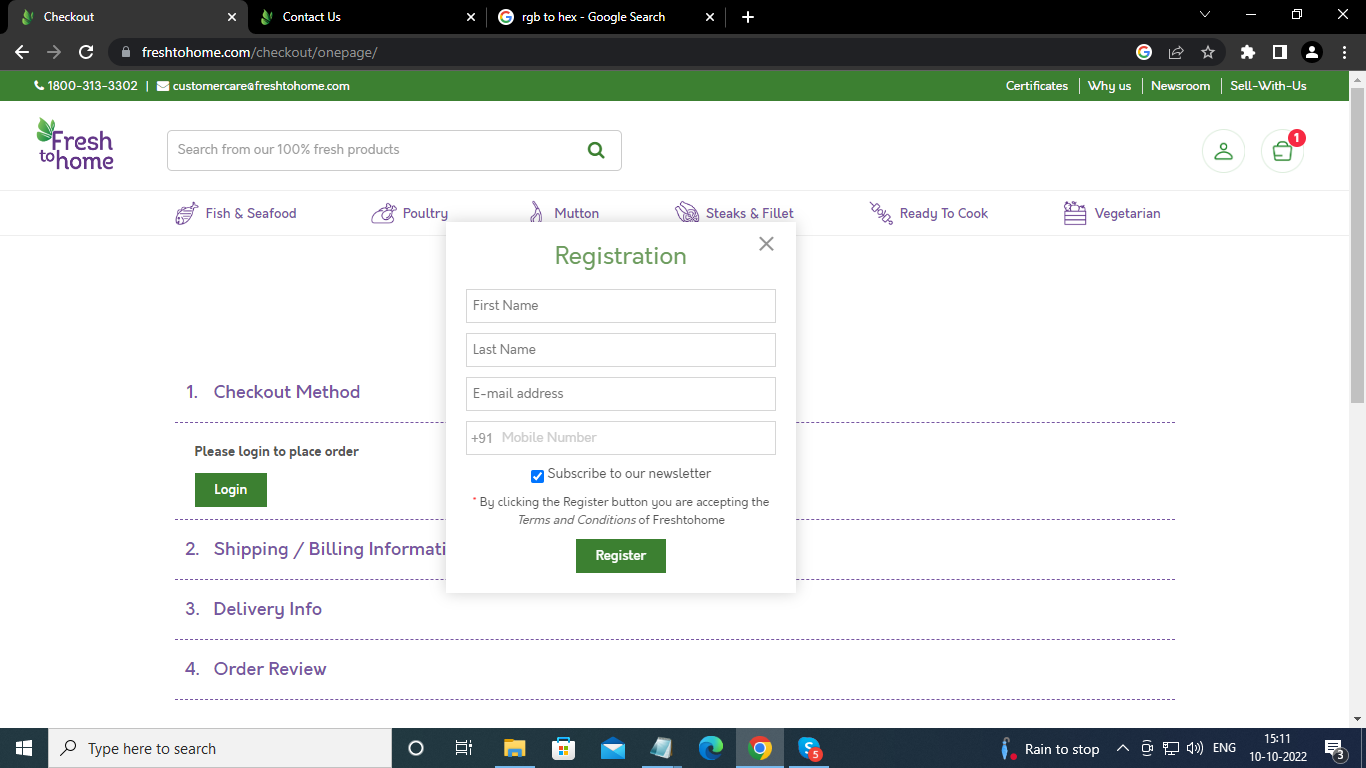 Checkout
Contact Us
rgb to hex - Google Search
freshtohome.com/checkout/onepage/
1800-313-3302 | customercare@freshtohome.com
Certificates
Why us
Newsroom
Sell-With-Us
Fresh
to home
Search from our 100% fresh products
1
Fish & Seafood
Poultry
Mutton
Steaks & Fillet
Ready To Cook
Vegetarian
Registration
First Name
Last Name
E-mail address
+91 Mobile Number
Subscribe to our newsletter
* By clicking the Register button you are accepting the
Terms and Conditions of Freshtohome
Register
1. Checkout Method
Please login to place order
Login
2. Shipping / Billing Informati
3. Delivery Info
4. Order Review
Type here to search
5
Rain to stop
ENG
15:11
10-10-2022
3